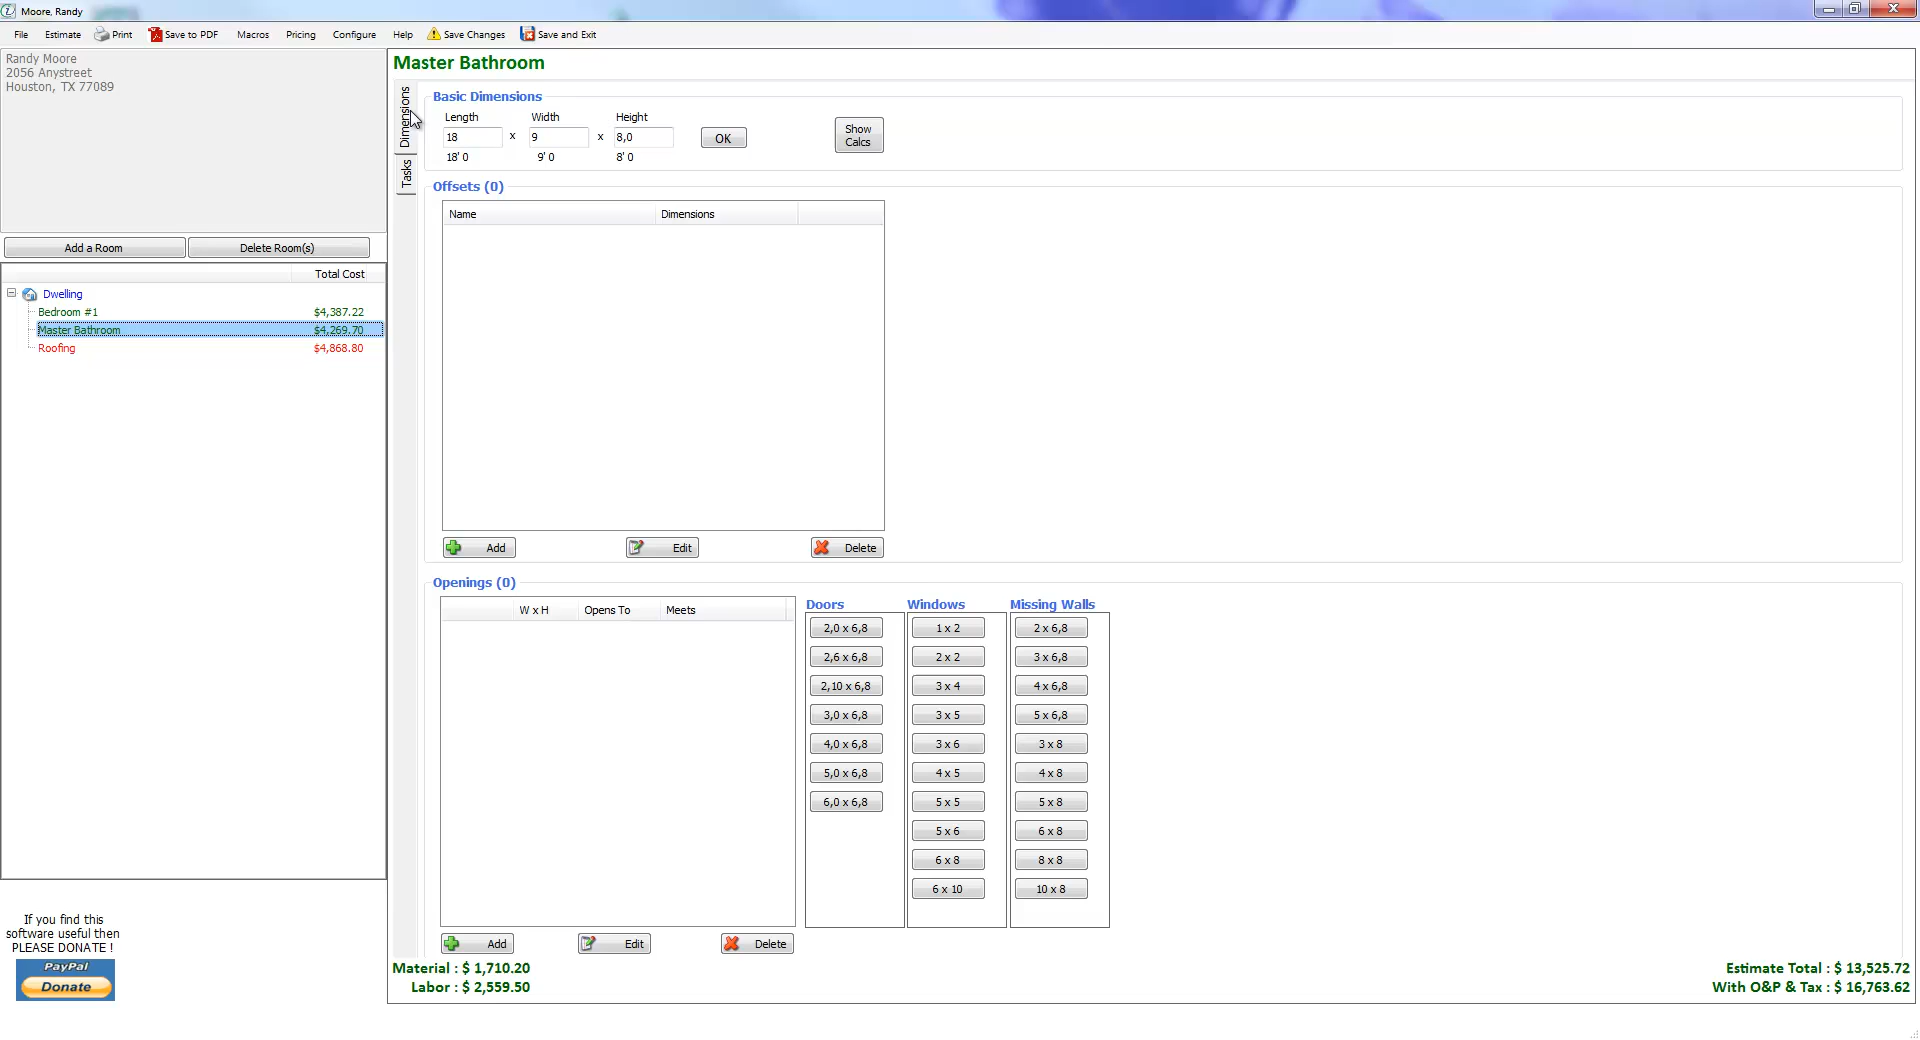 Moore, Randy
File Estimate Print Save to PDF Macros Pricing Configure Help Save Changes Save and Exit
Randy Moore
2056 Anystreet
Houston, TX 77089
Add a Room Delete Room(s)
Total Cost
Dwelling
Bedroom #1 $4,387.22
Master Bathroom $4,269.70
Roofing $4,868.80
If you find this
software useful then
PLEASE DONATE !
PayPal
Donate
Master Bathroom
Dimensions
Tasks
Basic Dimensions
Length Width Height
18 x 9 x 8,0 OK Show Calcs
18' 0 9' 0 8' 0
Offsets (0)
Name Dimensions
Add Edit Delete
Openings (0)
W x H Opens To Meets
Add Edit Delete
Doors
2,0 x 6,8
2,6 x 6,8
2,10 x 6,8
3,0 x 6,8
4,0 x 6,8
5,0 x 6,8
6,0 x 6,8
Windows
1 x 2
2 x 2
3 x 4
3 x 5
3 x 6
4 x 5
5 x 5
5 x 6
6 x 8
6 x 10
Missing Walls
2 x 6,8
3 x 6,8
4 x 6,8
5 x 6,8
3 x 8
4 x 8
5 x 8
6 x 8
8 x 8
10 x 8
Material : $ 1,710.20
Labor : $ 2,559.50
Estimate Total : $ 13,525.72
With O&P & Tax : $ 16,763.62